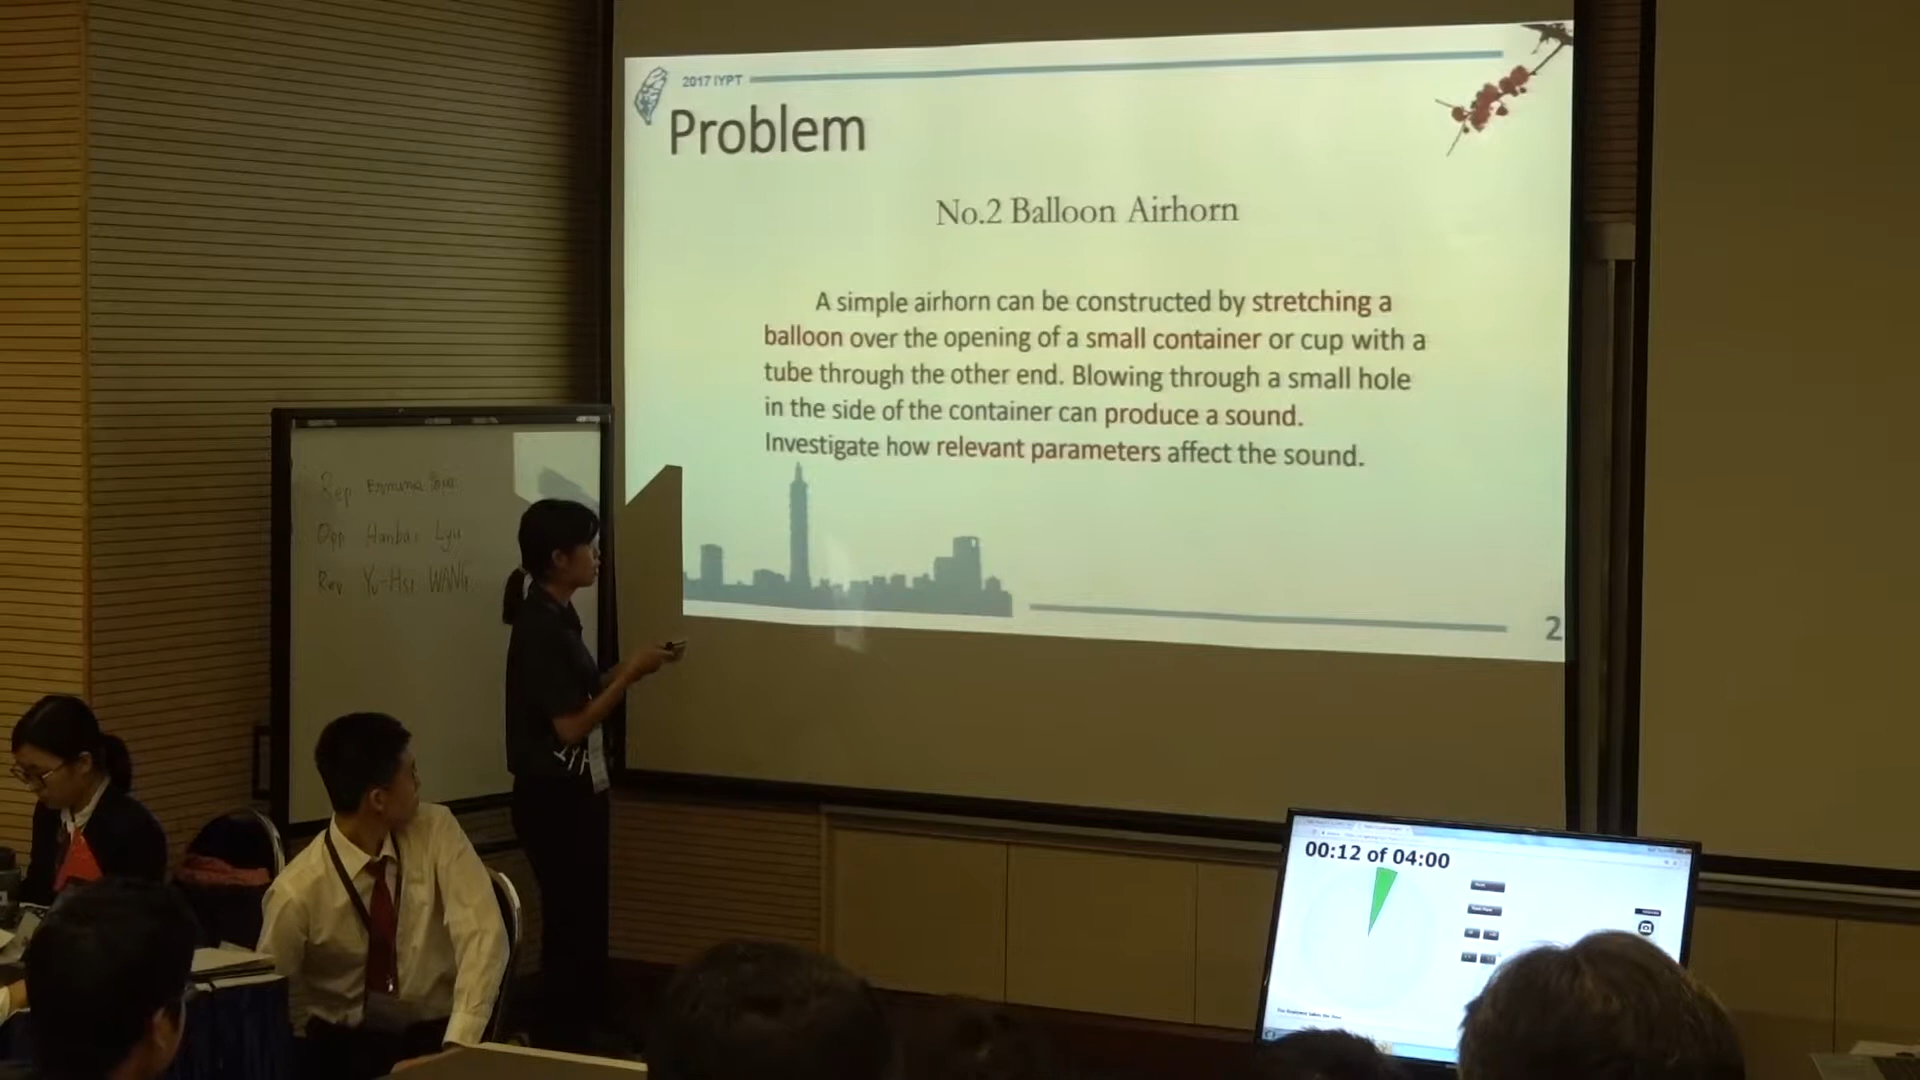 2017 IYPT
Problem
No.2 Balloon Airhorn
A simple airhorn can be constructed by stretching a
balloon over the opening of a small container or cup with a
tube through the other end. Blowing through a small hole
in the side of the container can produce a sound.
Investigate how relevant parameters affect the sound.
2
Rep
Opp Hanbai Lyu
Rev. Yu-Hsi WANG
00:12 of 04:00